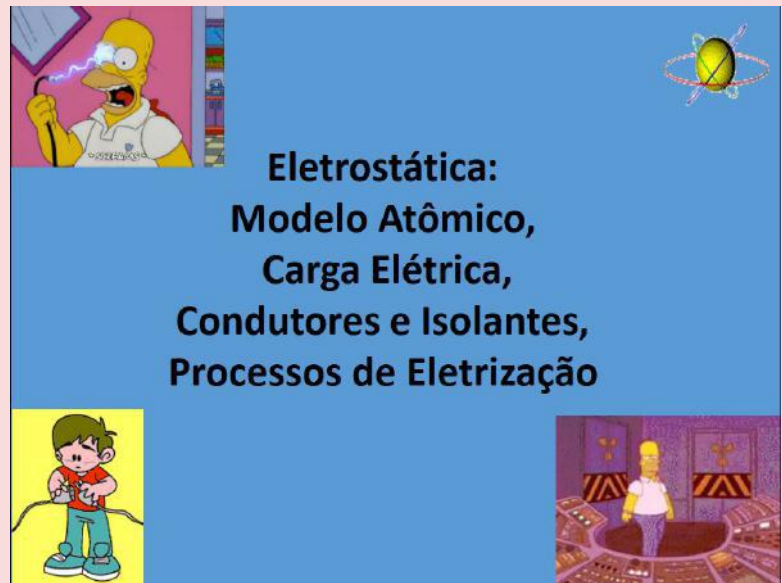 Eletrostática:
Modelo Atômico,
Carga Elétrica,
Condutores e Isolantes,
Processos de Eletrização